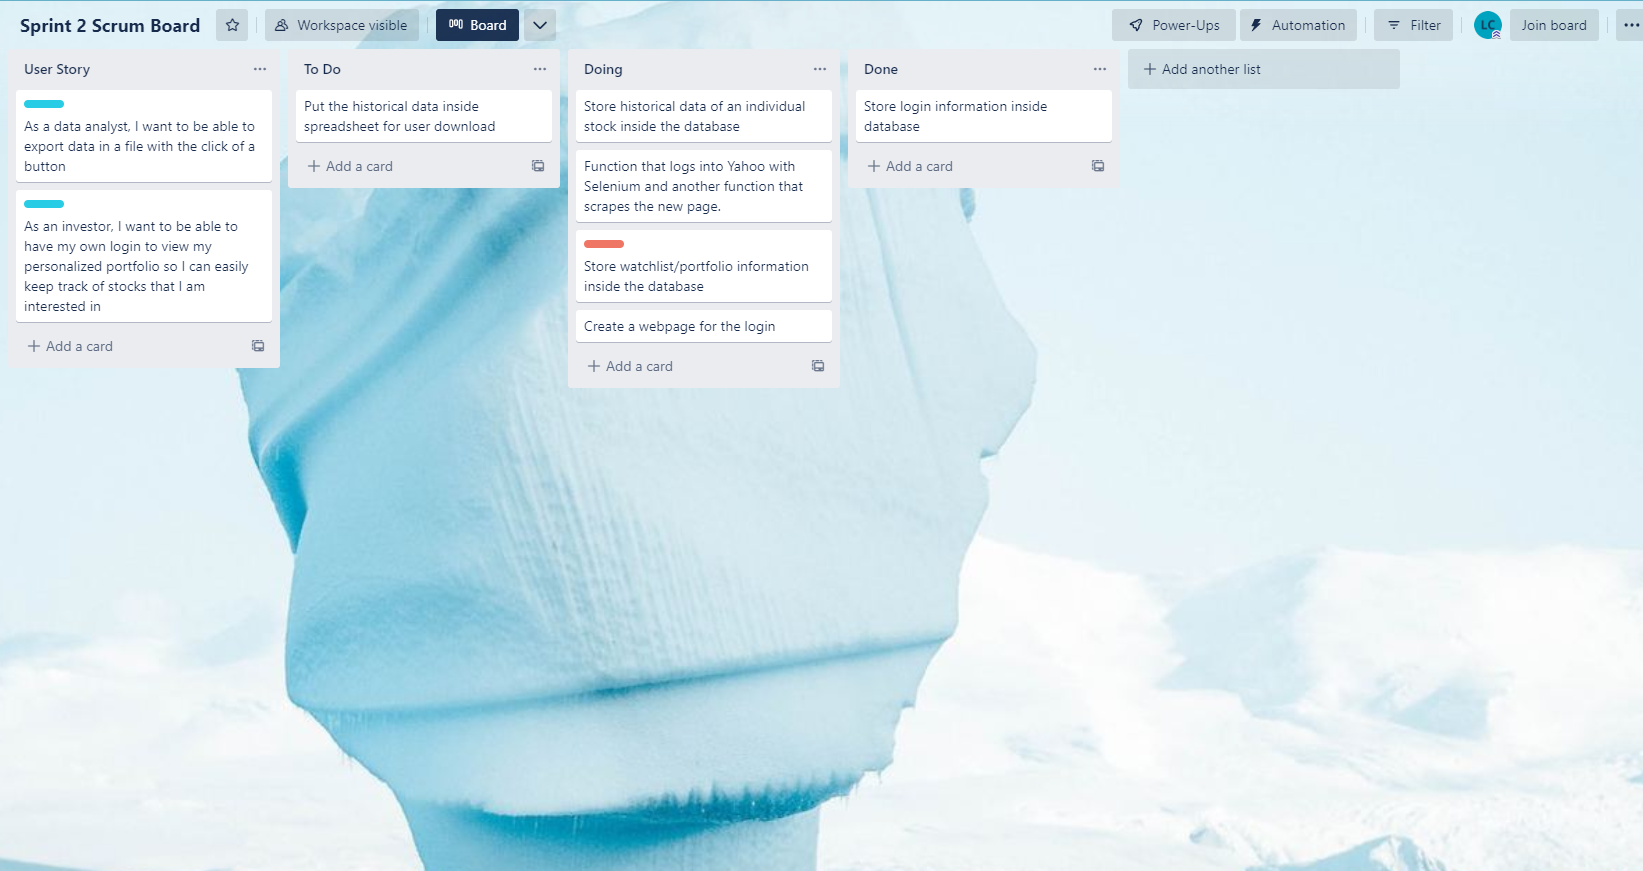 Sprint 2 Scrum Board
Workspace visible
Board
Power-Ups
Automation
Filter
LC
Join board
User Story
As a data analyst, I want to be able to
export data in a file with the click of a
button
As an investor, I want to be able to
have my own login to view my
personalized portfolio so I can easily
keep track of stocks that I am
interested in
+ Add a card
To Do
Put the historical data inside
spreadsheet for user download
+ Add a card
Doing
Store historical data of an individual
stock inside the database
Function that logs into Yahoo with
Selenium and another function that
scrapes the new page.
Store watchlist/portfolio information
inside the database
Create a webpage for the login
+ Add a card
Done
Store login information inside
database
+ Add a card
+ Add another list